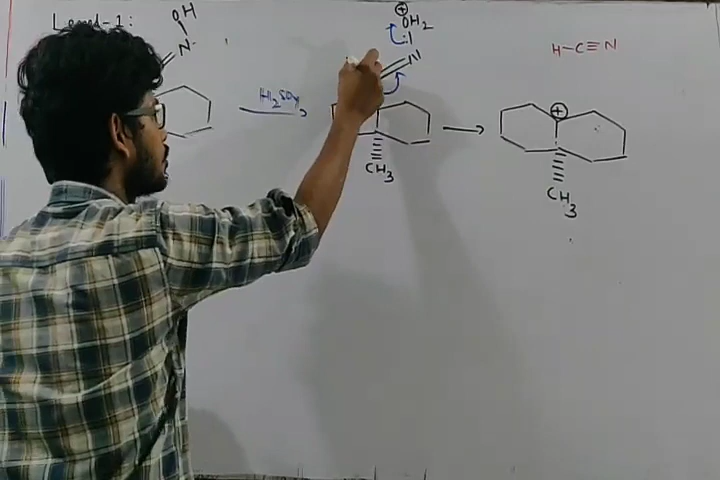 Level-1:
OH
N
H2SO4
⊕
OH2
N
CH3
H-C≡N
⊕
CH3